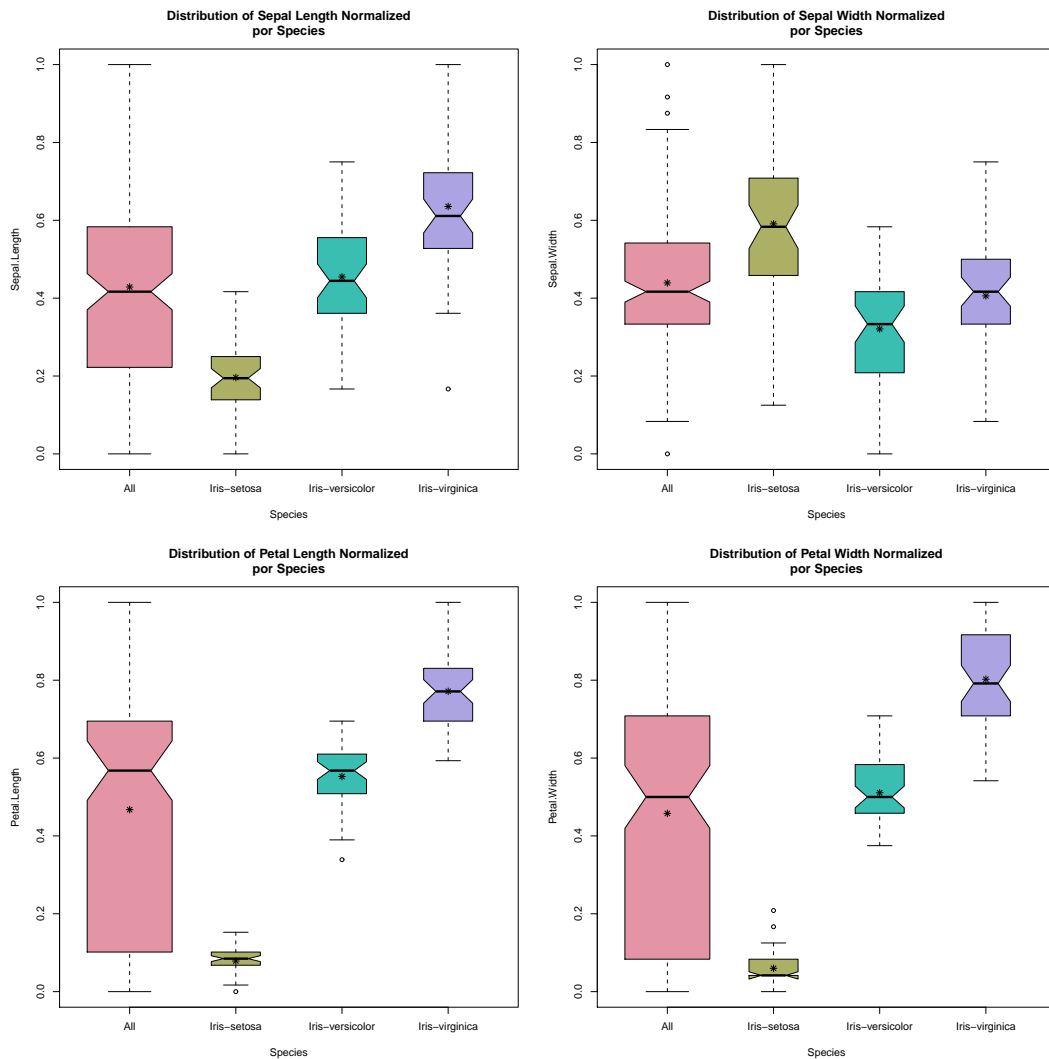 Distribution of Sepal Length Normalized
por Species
Sepal.Length
1.0
0.8
0.6
0.4
0.2
0.0
All
Iris−setosa
Iris−versicolor
Iris−virginica
Species
Distribution of Sepal Width Normalized
por Species
Sepal.Width
1.0
0.8
0.6
0.4
0.2
0.0
All
Iris−setosa
Iris−versicolor
Iris−virginica
Species
Distribution of Petal Length Normalized
por Species
Petal.Length
1.0
0.8
0.6
0.4
0.2
0.0
All
Iris−setosa
Iris−versicolor
Iris−virginica
Species
Distribution of Petal Width Normalized
por Species
Petal.Width
1.0
0.8
0.6
0.4
0.2
0.0
All
Iris−setosa
Iris−versicolor
Iris−virginica
Species